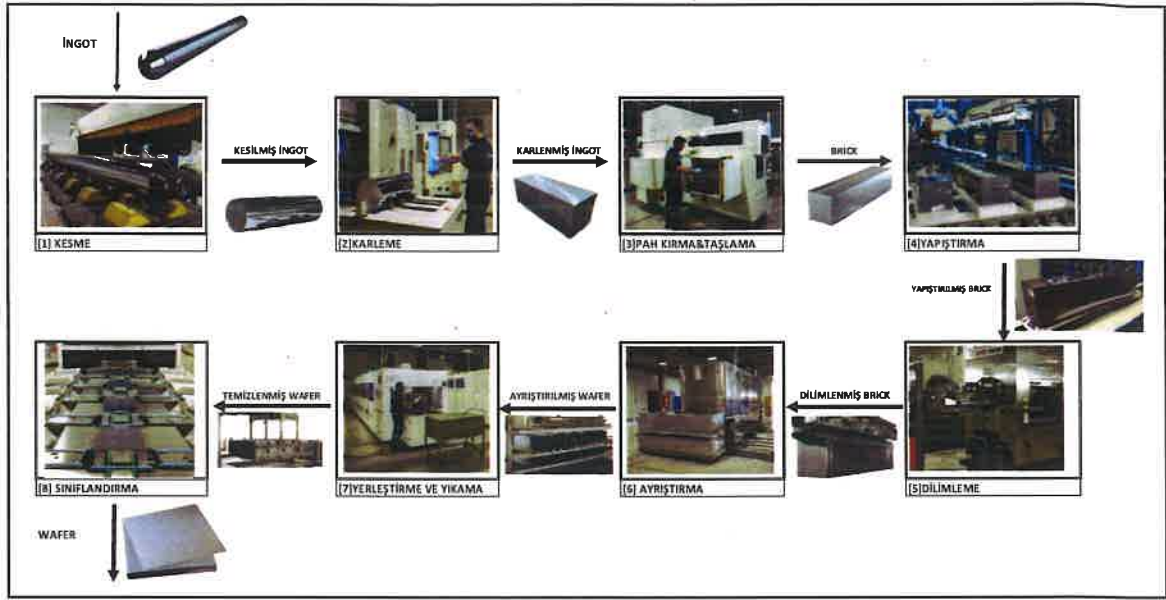 İNGOT
KESİLMİŞ İNGOT
KARLENMİŞ İNGOT
BRICK
[1] KESME
[2]KARLEME
[3]PAH KIRMA&TAŞLAMA
[4]YAPIŞTIRMA
YAPIŞTIRILMIŞ BRICK
TEMİZLENMİŞ WAFER
AYRIŞTIRILMIŞ WAFER
DİLİMLENMİŞ BRICK
[8] SINIFLANDIRMA
[7]YERLEŞTİRME VE YIKAMA
[6] AYRIŞTIRMA
[5]DİLİMLEME
WAFER